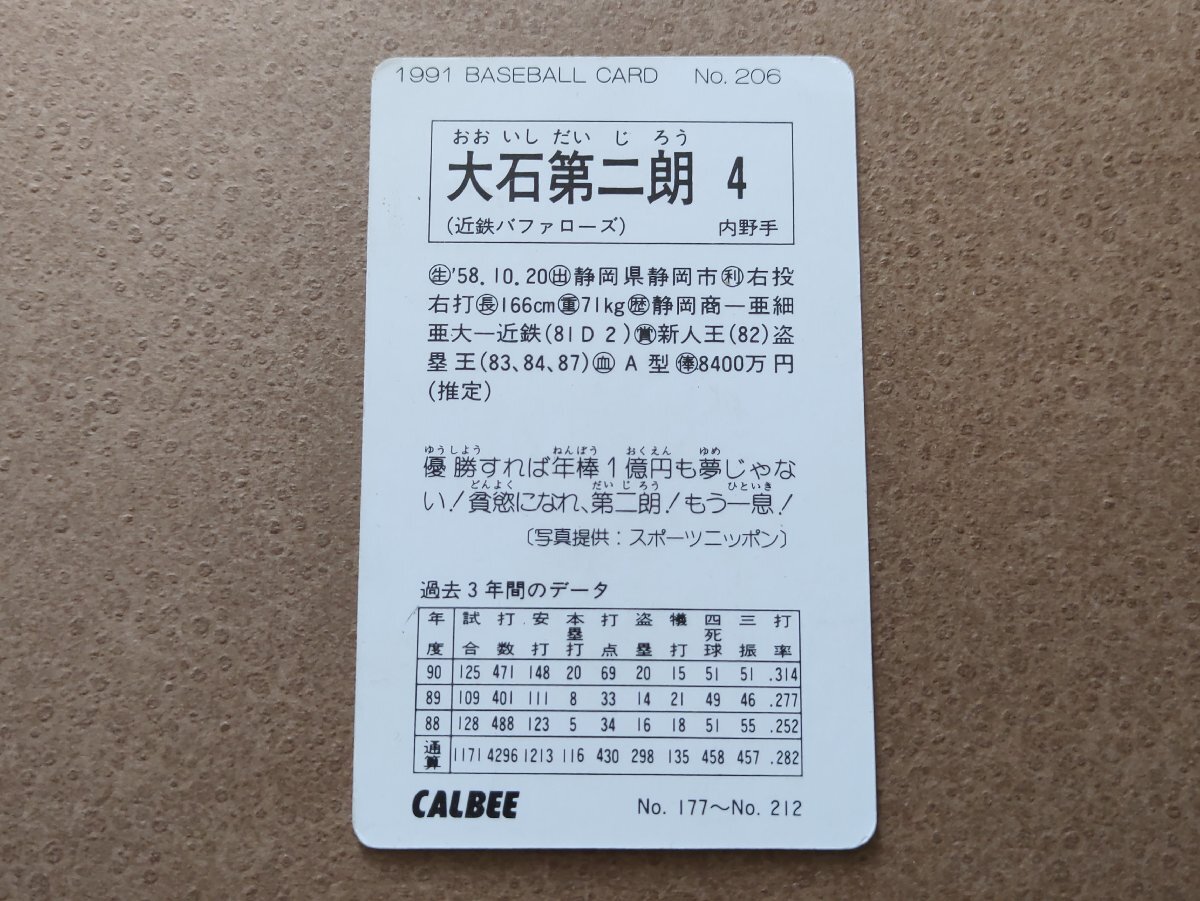 1991 BASEBALL CARD No. 206
おおいしだいじろう
大石第二朗 4
(近鉄バファローズ) 内野手
㊌'58.10.20㊌静岡県静岡市㊌右投
右打㊌166cm㊌71kg㊌静岡商ー亜細
亜大ー近鉄(81D2)㊌新人王(82)盗
塁王(83、84、87)㊌A型㊌8400万円
(推定)
ゆうしょう ねんぼう おくえん ゆめ
優勝すれば年棒1億円も夢じゃな
どんよく だいじろう ひといき
い!貧慾になれ、第二朗!もう一息!
〔写真提供:スポーツニッポン〕
過去3年間のデータ
年度 試合 打数 安打 本塁打 打点 盗塁 犠打 四死球 三振 打率
90 125 471 148 20 69 20 15 51 51 .314
89 109 401 111 8 33 14 21 49 46 .277
88 128 488 123 5 34 16 18 51 55 .252
通算 1171 4296 1213 116 430 298 135 458 457 .282
CALBEE No. 177〜No. 212